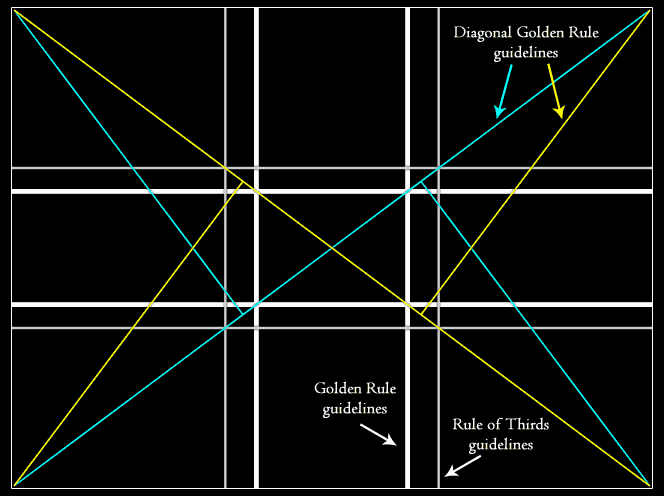 Diagonal Golden Rule
guidelines
Golden Rule
guidelines
Rule of Thirds
guidelines